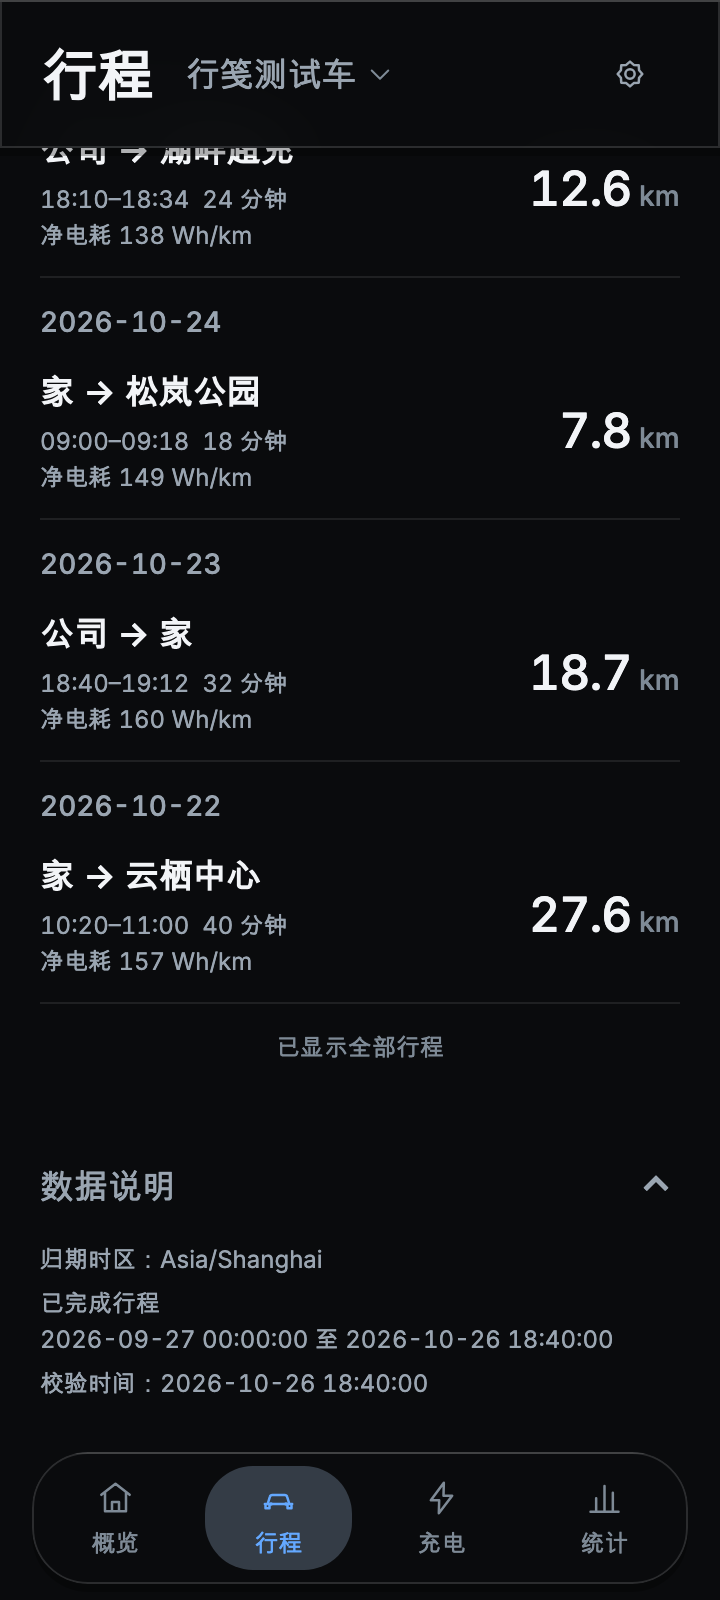 行程 行笺测试车
公司 → 湖畔超充
18:10–18:34 24 分钟
12.6 km
净电耗 138 Wh/km
2026-10-24
家 → 松岚公园
09:00–09:18 18 分钟
7.8 km
净电耗 149 Wh/km
2026-10-23
公司 → 家
18:40–19:12 32 分钟
18.7 km
净电耗 160 Wh/km
2026-10-22
家 → 云栖中心
10:20–11:00 40 分钟
27.6 km
净电耗 157 Wh/km
已显示全部行程
数据说明
归期时区：Asia/Shanghai
已完成行程
2026-09-27 00:00:00 至 2026-10-26 18:40:00
校验时间：2026-10-26 18:40:00
概览 行程 充电 统计